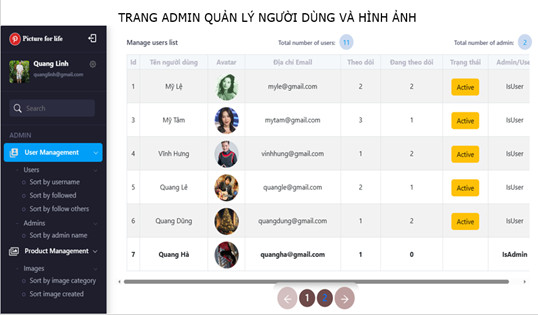 TRANG ADMIN QUẢN LÝ NGƯỜI DÙNG VÀ HÌNH ẢNH
Picture for life
Quang Linh
quanglinh@gmail.com
Search
ADMIN
User Management
Users
Sort by username
Sort by followed
Sort by follow others
Admins
Sort by admin name
Product Management
Images
Sort by image category
Sort image created
Manage users list Total number of users: 11 Total number of admin: 2
Id Tên người dùng Avatar Địa chỉ Email Theo dõi Đang theo dõi Trạng thái Admin/Use
1 Mỹ Lệ myle@gmail.com 2 2 Active IsUser
3 Mỹ Tâm mytam@gmail.com 3 1 Active IsUser
4 Vĩnh Hưng vinhhung@gmail.com 1 2 Active IsUser
5 Quang Lê quangle@gmail.com 2 1 Active IsUser
6 Quang Dũng quangdung@gmail.com 1 2 Active IsUser
7 Quang Hà quangha@gmail.com 1 0 IsAdmin
1